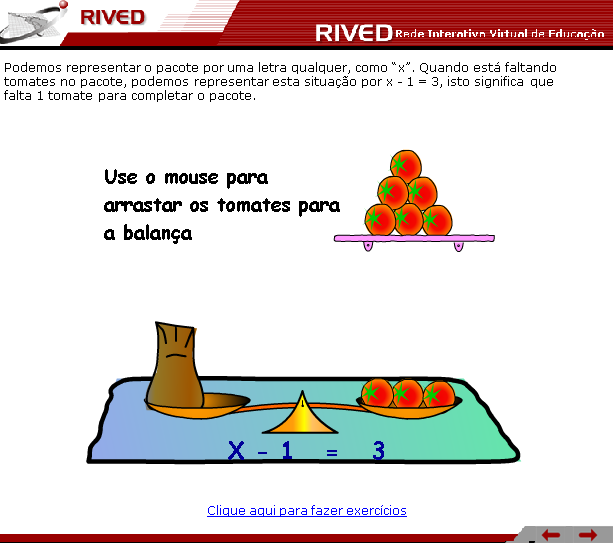 RIVED
RIVED Rede Interativa Virtual de Educação
Podemos representar o pacote por uma letra qualquer, como “x”. Quando está faltando
tomates no pacote, podemos representar esta situação por x - 1 = 3, isto significa que
falta 1 tomate para completar o pacote.
Use o mouse para
arrastar os tomates para
a balança
X - 1 = 3
Clique aqui para fazer exercícios